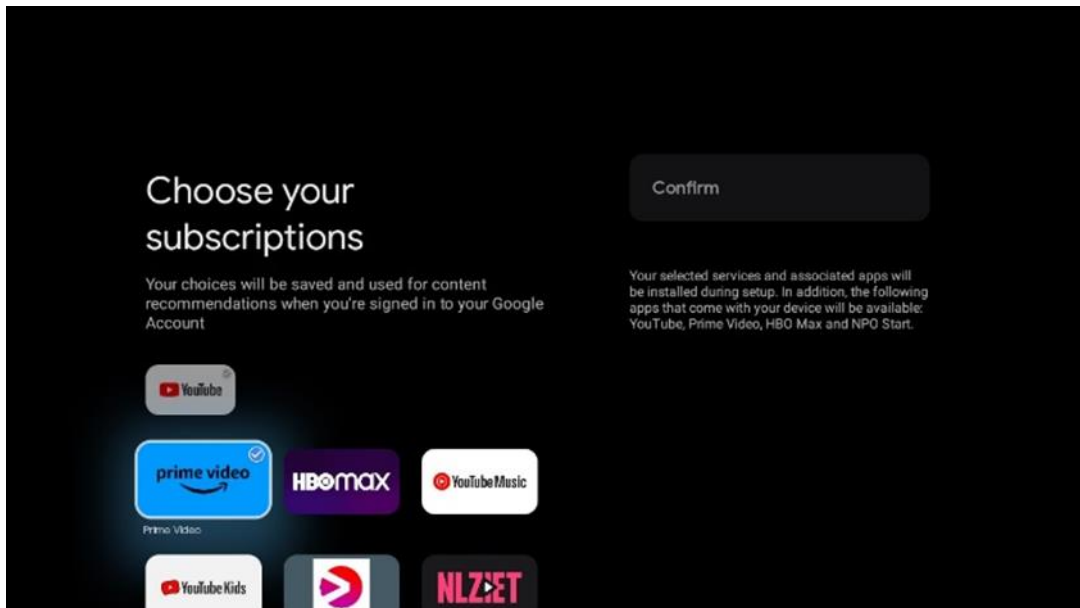 Choose your
subscriptions
Your choices will be saved and used for content
recommendations when you're signed in to your Google
Account
YouTube
prime video
Prime Video
HBOmax
YouTube Music
YouTube Kids
NLZIET
Confirm
Your selected services and associated apps will
be installed during setup. In addition, the following
apps that come with your device will be available:
YouTube, Prime Video, HBO Max and NPO Start.